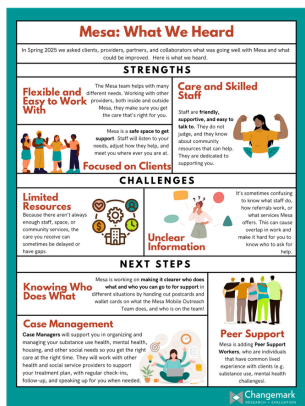 Mesa: What We Heard
In Spring 2025 we asked clients, providers, partners, and collaborators what was going well with Mesa and what
could be improved. Here is what we heard.
STRENGTHS
Flexible and
Easy to Work
With
The Mesa team helps with many
different needs. Working with other
providers, both inside and outside
Mesa, they make sure you get
the care that's right for you.
Mesa is a safe space to get
support. Staff will listen to your
needs, adjust how they help, and
meet you where ever you are at.
Focused on Clients
Care and Skilled
Staff
Staff are friendly,
supportive, and easy to
talk to. They do not
judge, and they know
about community
resources that can help.
They are dedicated to
supporting you.
CHALLENGES
Limited
Resources
Because there aren't always
enough staff, space, or
community services, the
care you receive can
sometimes be delayed or
have gaps.
Unclear
Information
It's sometimes confusing
to know what staff do,
how referrals work, or
what services Mesa
offers. This can cause
overlap in work and
make it hard for you to
know who to ask for
help.
NEXT STEPS
Knowing Who
Does What
Mesa is working on making it clearer who does
what and who you can go to for support in
different situations by handing out postcards and
wallet cards on what the Mesa Mobile Outreach
Team does, and who is on the team!
Case Management
Case Mangers will support you in organizing and
managing your substance use health, mental health,
housing, and other social needs so you get the right
care at the right time. They will work with other
health and social service providers to support
your treatment plan, with regular check-ins,
follow-up, and speaking up for you when needed.
Peer Support
Mesa is adding Peer Support
Workers, who are individuals
that have common lived
experience with clients (e.g.
substance use, mental health
challenges).
Changemark
RESEARCH + EVALUATION